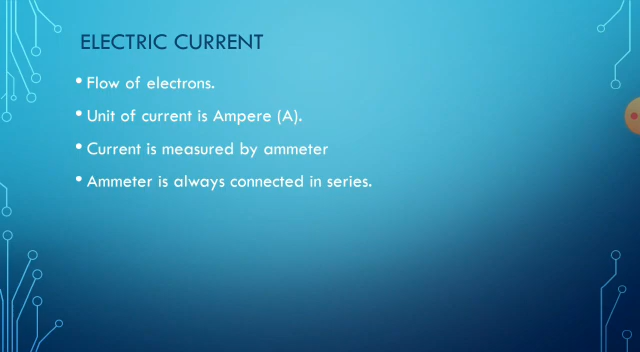 ELECTRIC CURRENT
• Flow of electrons.
• Unit of current is Ampere (A).
• Current is measured by ammeter
• Ammeter is always connected in series.